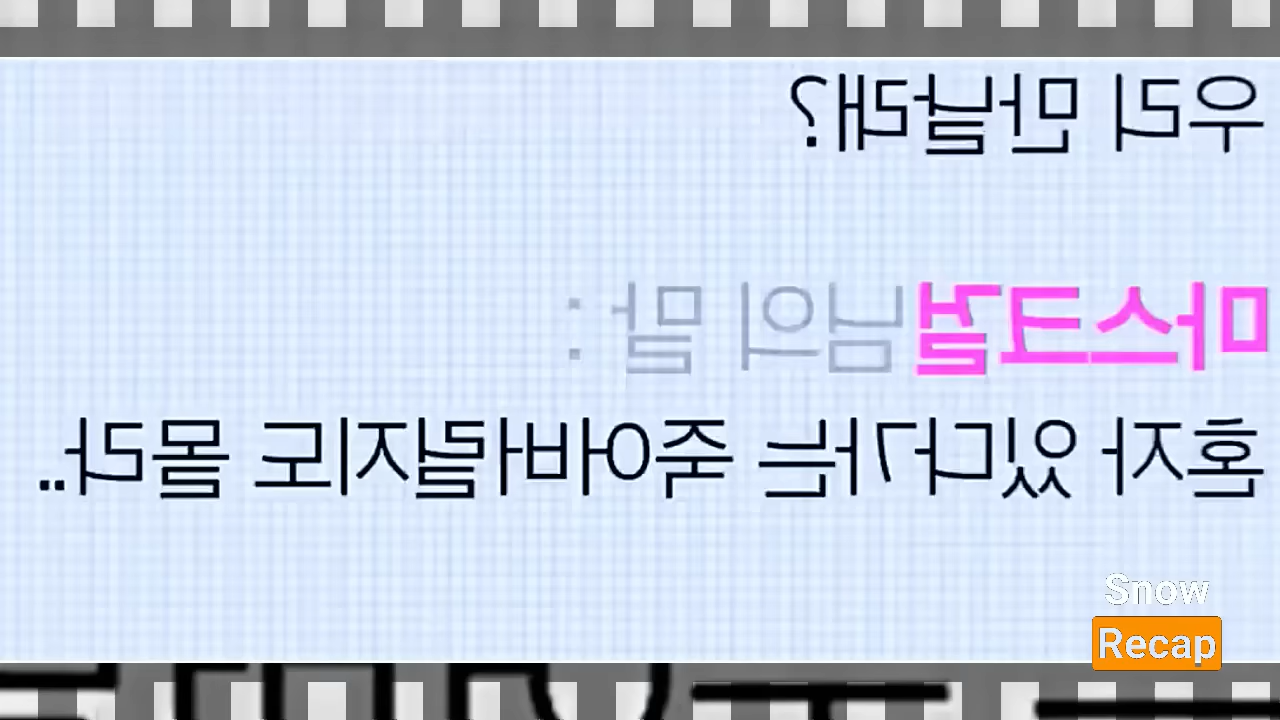 우리 만날래?
마스크걸님의 말 :
혼자 있다가는 죽어버릴지도 몰라..
Snow
Recap